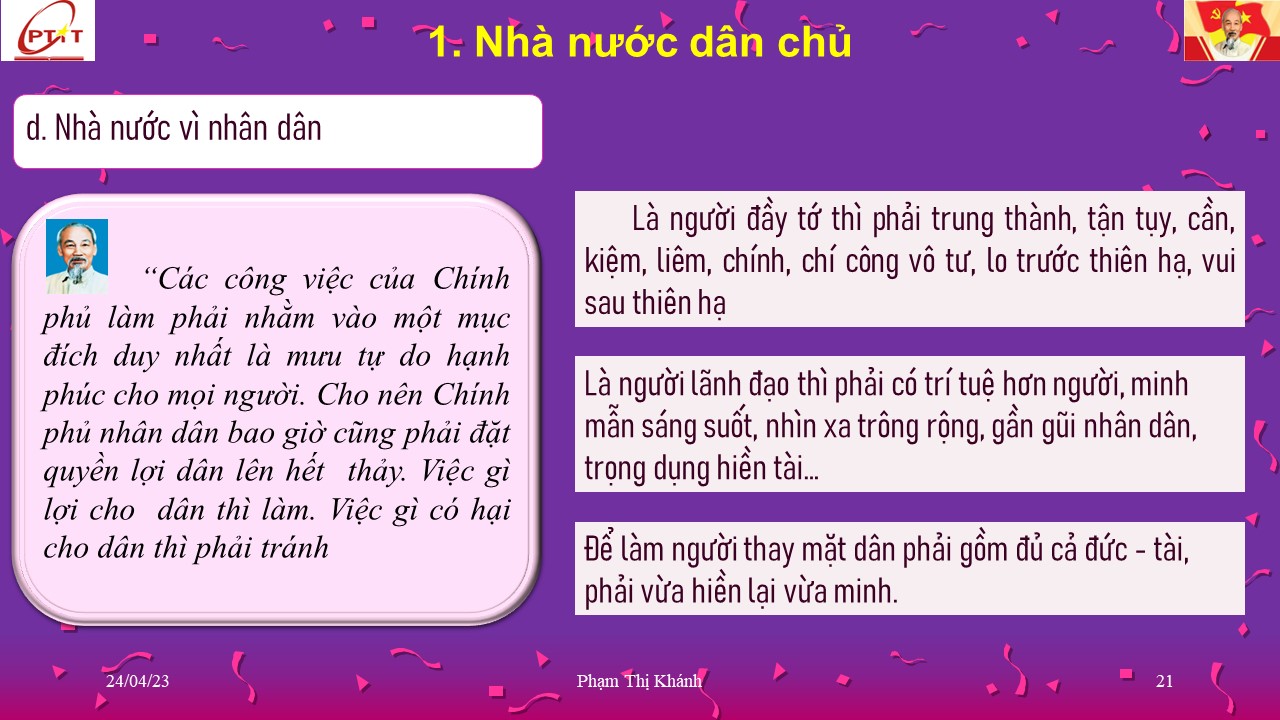 PTiT
1. Nhà nước dân chủ
d. Nhà nước vì nhân dân
“Các công việc của Chính
phủ làm phải nhằm vào một mục
đích duy nhất là mưu tự do hạnh
phúc cho mọi người. Cho nên Chính
phủ nhân dân bao giờ cũng phải đặt
quyền lợi dân lên hết thảy. Việc gì
lợi cho dân thì làm. Việc gì có hại
cho dân thì phải tránh
Là người đầy tớ thì phải trung thành, tận tụy, cần,
kiệm, liêm, chính, chí công vô tư, lo trước thiên hạ, vui
sau thiên hạ
Là người lãnh đạo thì phải có trí tuệ hơn người, minh
mẫn sáng suốt, nhìn xa trông rộng, gần gũi nhân dân,
trọng dụng hiền tài...
Để làm người thay mặt dân phải gồm đủ cả đức - tài,
phải vừa hiền lại vừa minh.
24/04/23
Phạm Thị Khánh
21